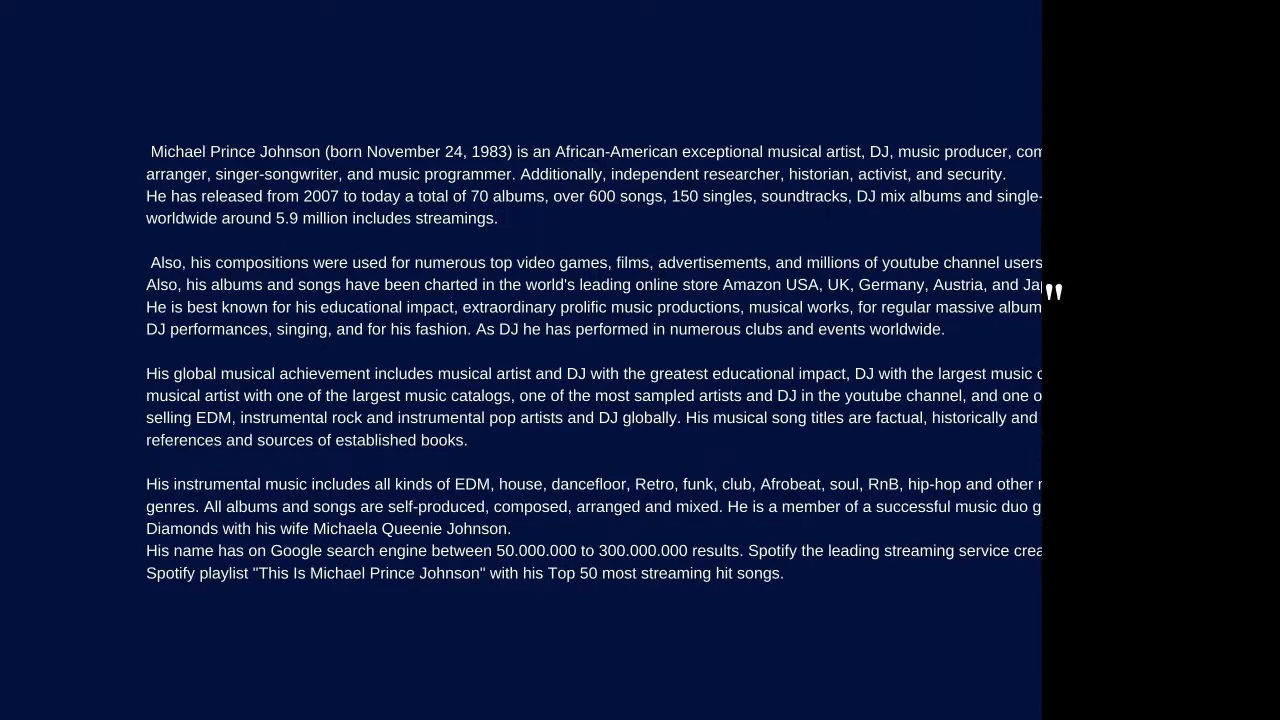 Michael Prince Johnson (born November 24, 1983) is an African-American exceptional musical artist, DJ, music producer,
arranger, singer-songwriter, and music programmer. Additionally, independent researcher, historian, activist, and security.
He has released from 2007 to today a total of 70 albums, over 600 songs, 150 singles, soundtracks, DJ mix albums and single-
worldwide around 5.9 million includes streamings.
Also, his compositions were used for numerous top video games, films, advertisements, and millions of youtube channel users
Also, his albums and songs have been charted in the world's leading online store Amazon USA, UK, Germany, Austria, and
"
He is best known for his educational impact, extraordinary prolific music productions, musical works, for regular massive album
DJ performances, singing, and for his fashion. As DJ he has performed in numerous clubs and events worldwide.
His global musical achievement includes musical artist and DJ with the greatest educational impact, DJ with the largest music
musical artist with one of the largest music catalogs, one of the most sampled artists and DJ in the youtube channel, and one
selling EDM, instrumental rock and instrumental pop artists and DJ globally. His musical song titles are factual, historically and
references and sources of established books.
His instrumental music includes all kinds of EDM, house, dancefloor, Retro, funk, club, Afrobeat, soul, RnB, hip-hop and other
genres. All albums and songs are self-produced, composed, arranged and mixed. He is a member of a successful music duo
Diamonds with his wife Michaela Queenie Johnson.
His name has on Google search engine between 50.000.000 to 300.000.000 results. Spotify the leading streaming service
Spotify playlist "This Is Michael Prince Johnson" with his Top 50 most streaming hit songs.